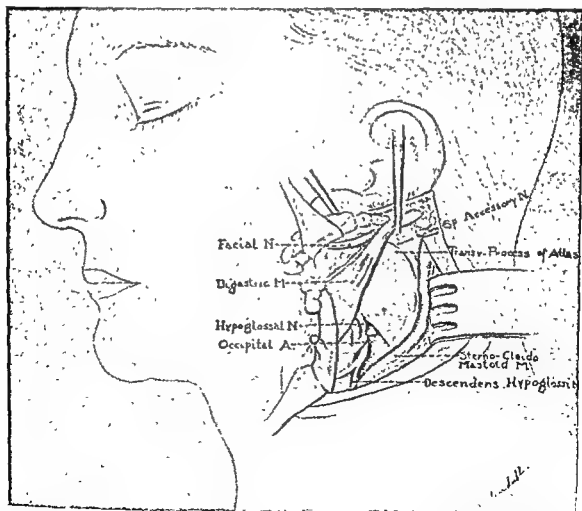 Sp Accessory N.
Facial N
Transv. Process of Atlas
Digastric M
Hypoglossal N
Occipital A.
Sterno-Cleido
Mastoid M.
Descendens Hypoglossi N